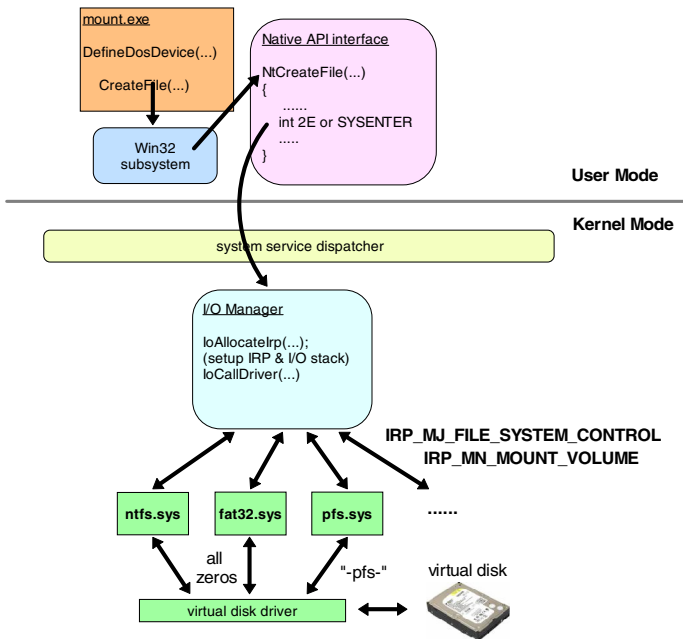 mount.exe
DefineDosDevice(...)
CreateFile(...)
Win32
subsystem
Native API interface
NtCreateFile(...)
{
......
int 2E or SYSENTER
.....
}
User Mode
Kernel Mode
system service dispatcher
I/O Manager
IoAllocateIrp(...);
(setup IRP & I/O stack)
IoCallDriver(...)
IRP_MJ_FILE_SYSTEM_CONTROL
IRP_MN_MOUNT_VOLUME
ntfs.sys
fat32.sys
pfs.sys
......
all
zeros
"-pfs-"
virtual disk
virtual disk driver